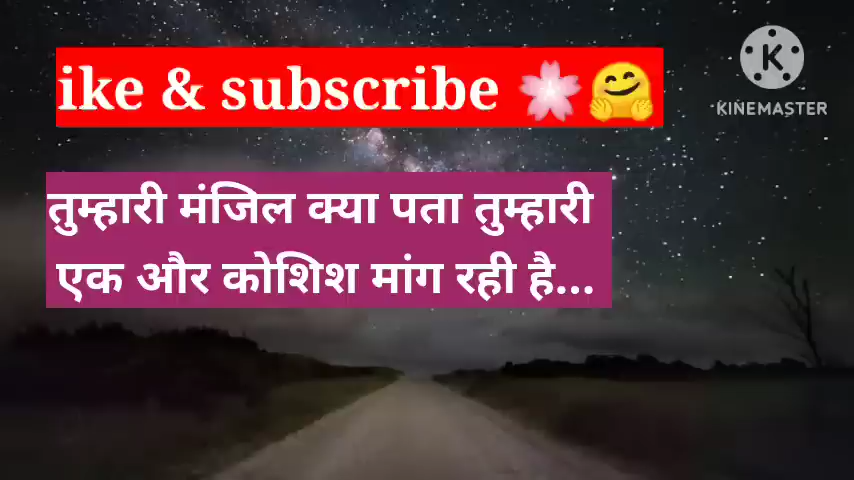 ike & subscribe 🌸🤗
KINEMASTER
तुम्हारी मंजिल क्या पता तुम्हारी
एक और कोशिश मांग रही है...